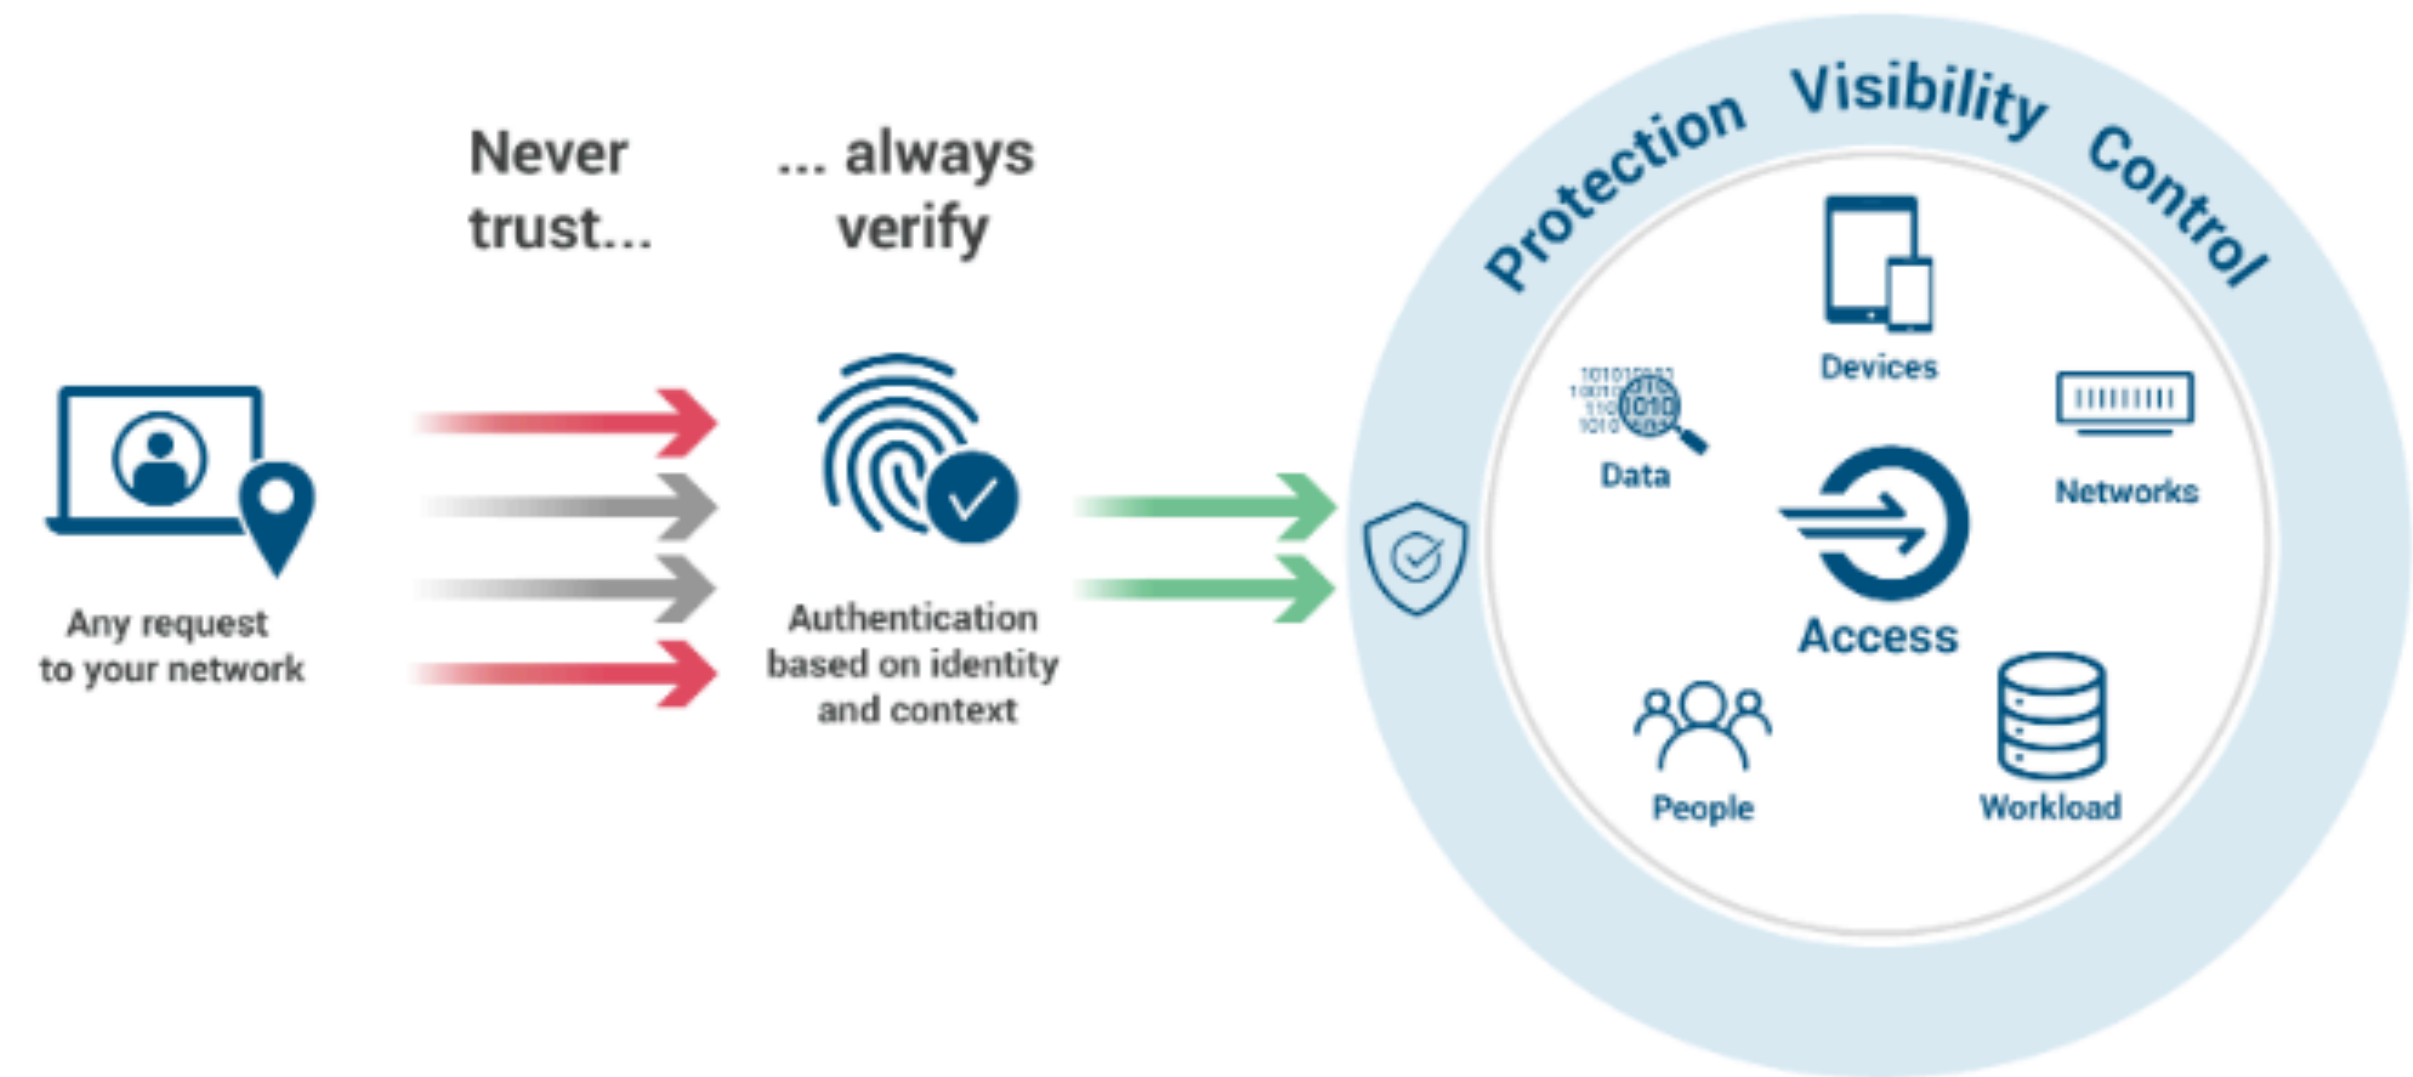 Never
trust...
... always
verify
Any request
to your network
Authentication
based on identity
and context
Protection Visibility Control
Devices
Data
1010
Networks
Access
People
Workload